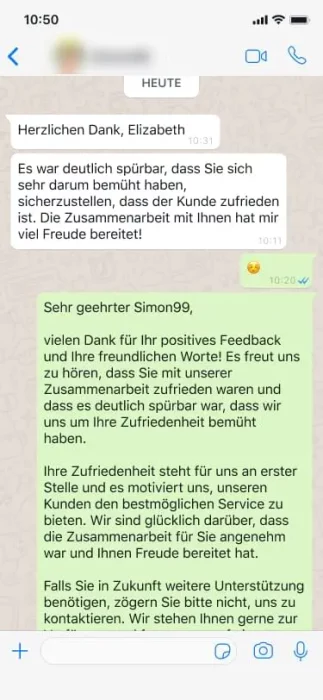 10:50
HEUTE
Herzlichen Dank, Elizabeth
10:31
Es war deutlich spürbar, dass Sie sich
sehr darum bemüht haben,
sicherzustellen, dass der Kunde zufrieden
ist. Die Zusammenarbeit mit Ihnen hat mir
viel Freude bereitet!
10:11
10:20
Sehr geehrter Simon99,
vielen Dank für Ihr positives Feedback
und Ihre freundlichen Worte! Es freut uns
zu hören, dass Sie mit unserer
Zusammenarbeit zufrieden waren und
dass es deutlich spürbar war, dass wir
uns um Ihre Zufriedenheit bemüht
haben.
Ihre Zufriedenheit steht für uns an erster
Stelle und es motiviert uns, unseren
Kunden den bestmöglichen Service zu
bieten. Wir sind glücklich darüber, dass
die Zusammenarbeit für Sie angenehm
war und Ihnen Freude bereitet hat.
Falls Sie in Zukunft weitere Unterstützung
benötigen, zögern Sie bitte nicht, uns zu
kontaktieren. Wir stehen Ihnen gerne zur